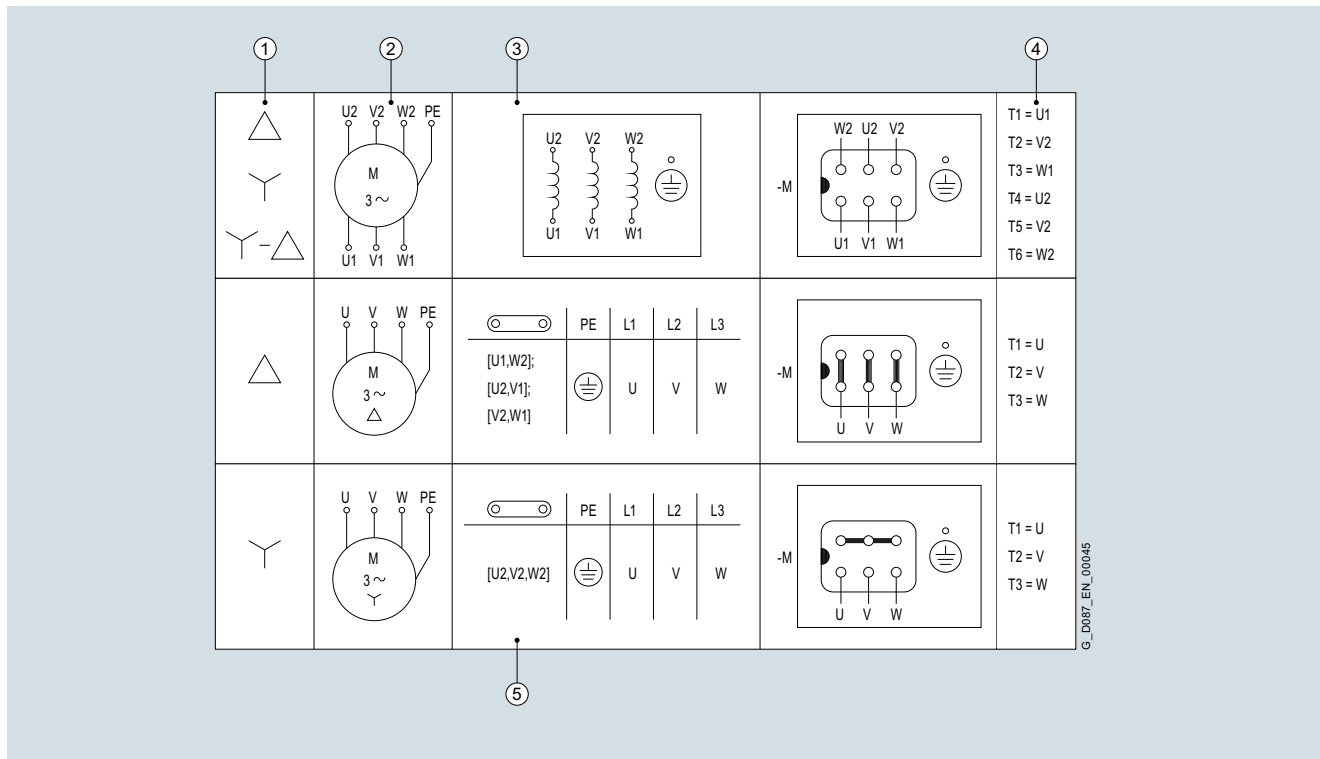 1 2 3 4
U2 V2 W2 PE
M
3~
U1 V1 W1
U2 V2 W2
U1 V1 W1
-M
W2 U2 V2
U1 V1 W1
T1 = U1
T2 = V2
T3 = W1
T4 = U2
T5 = V2
T6 = W2
U V W PE
M
3~
PE L1 L2 L3
[U1,W2];
[U2,V1];
[V2,W1]
U V W
-M
U V W
T1 = U
T2 = V
T3 = W
U V W PE
M
3~
PE L1 L2 L3
[U2,V2,W2] U V W
-M
U V W
T1 = U
T2 = V
T3 = W
G_D087_EN_00045
5